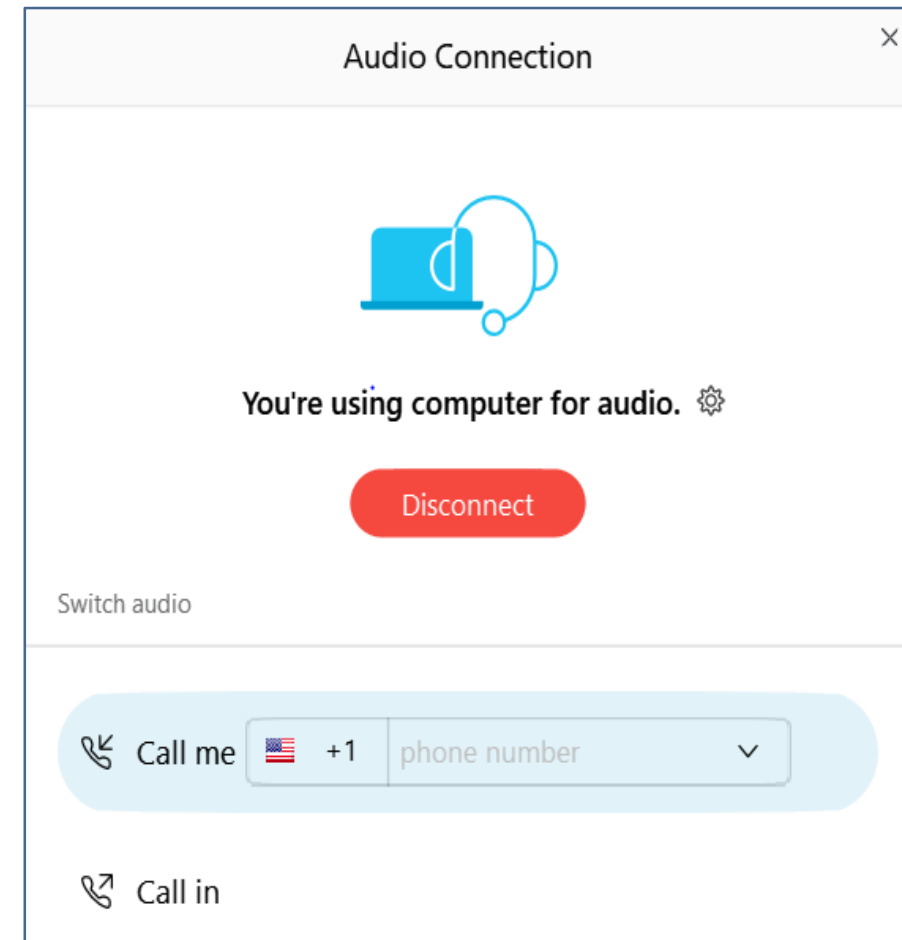 Audio Connection
You're using computer for audio.
Disconnect
Switch audio
Call me +1 phone number
Call in